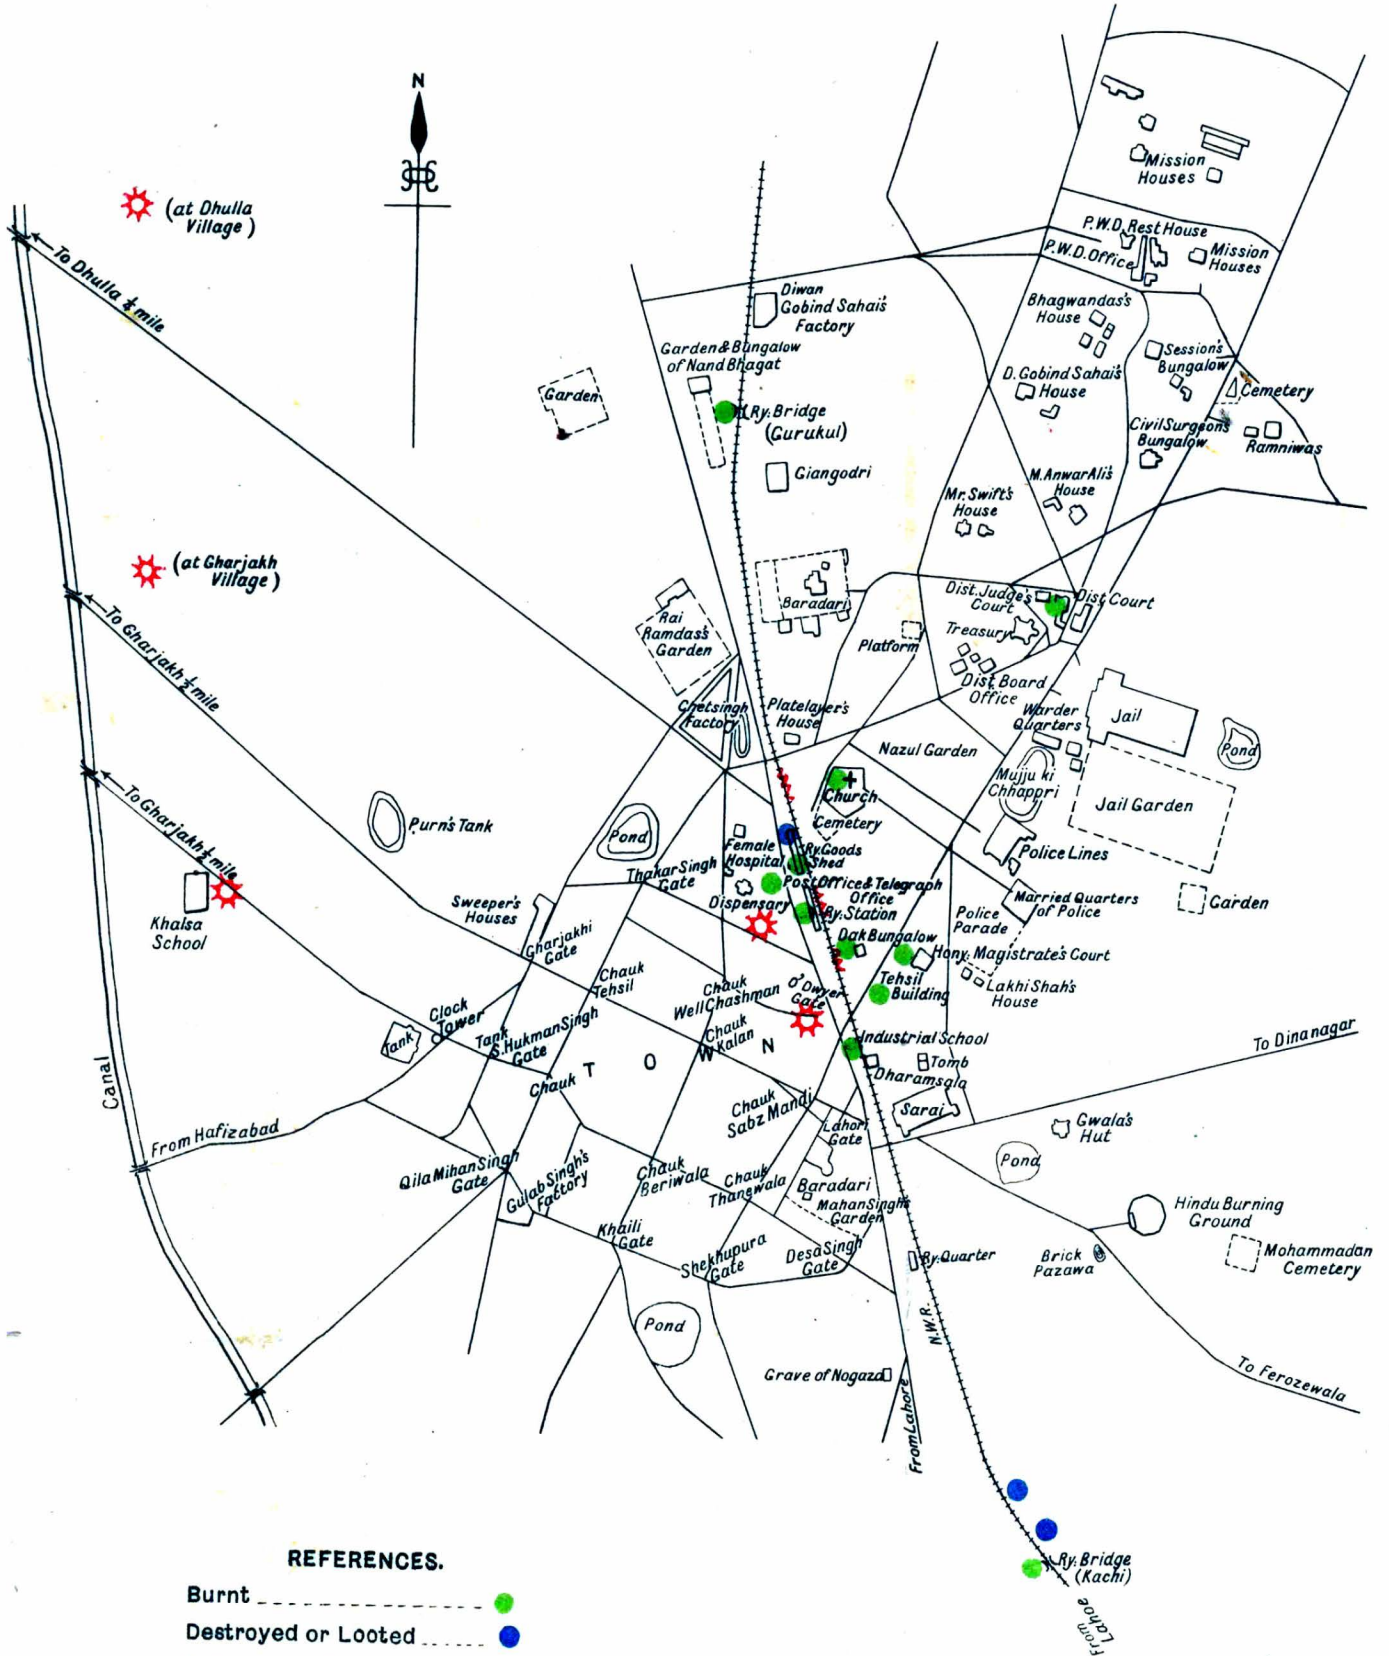 N
Mission
Houses
(at Dhulla
Village)
P.W.D. Rest House
P.W.D. Office
Mission
Houses
To Dhulla ¼ mile
Diwan
Gobind Sahai's
Factory
Bhagwandas's
House
Garden & Bungalow
of Nand Bhagat
Session's
Bungalow
D. Gobind Sahai's
House
Garden
Cemetery
Ry. Bridge
(Gurukul)
Civil Surgeon's
Bungalow
Ramniwas
Giangodri
M. Anwar Ali's
House
Mr. Swift's
House
(at Gharjakh
Village)
To Gharjakh ½ mile
Baradari
Dist. Judge's
Court
Dist. Court
Rai
Ramdas's
Garden
Treasury
Platform
Dist. Board
Office
Chetsingh
Factory
Platelayer's
House
Warder
Quarters
Jail
Pond
Nazul Garden
Mujju ki
Chhappri
Jail Garden
To Gharjakh ½ mile
Church
Cemetery
Purn's Tank
Pond
Female
Hospital
Ry. Goods
Shed
Police Lines
Thakar Singh
Gate
Post Office & Telegraph
Office
Dispensary
Ry. Station
Married Quarters
of Police
Garden
Khalsa
School
Sweeper's
Houses
Police
Parade
Gharjakhi
Gate
Dak Bungalow
Hony. Magistrate's Court
Chauk
Tehsil
Tehsil
Building
Lakhi Shah's
House
Chauk
Well Chashman
O'Dwyer
Gate
Clock
Tower
Tank
Tank
S. Hukman Singh
Gate
Chauk
Kalan
Industrial School
To Dinanagar
T O W N
Chauk
Tomb
Dharamsala
Canal
Chauk
Sabz Mandi
Sarai
Lahori
Gate
Gwala's
Hut
From Hafizabad
Pond
Qila Mihan Singh
Gate
Gulab Singh's
Factory
Chauk
Beriwala
Chauk
Thanewala
Baradari
Mahan Singh's
Garden
Hindu Burning
Ground
Khaili
Gate
Shekhupura
Gate
Desa Singh
Gate
Ry. Quarter
Brick
Pazawa
Mohammadan
Cemetery
Pond
N.W.R.
Grave of Nogaza
From Lahore
To Ferozewala
REFERENCES.
Burnt
Destroyed or Looted
Ry. Bridge
(Kachi)
From
Lahoe